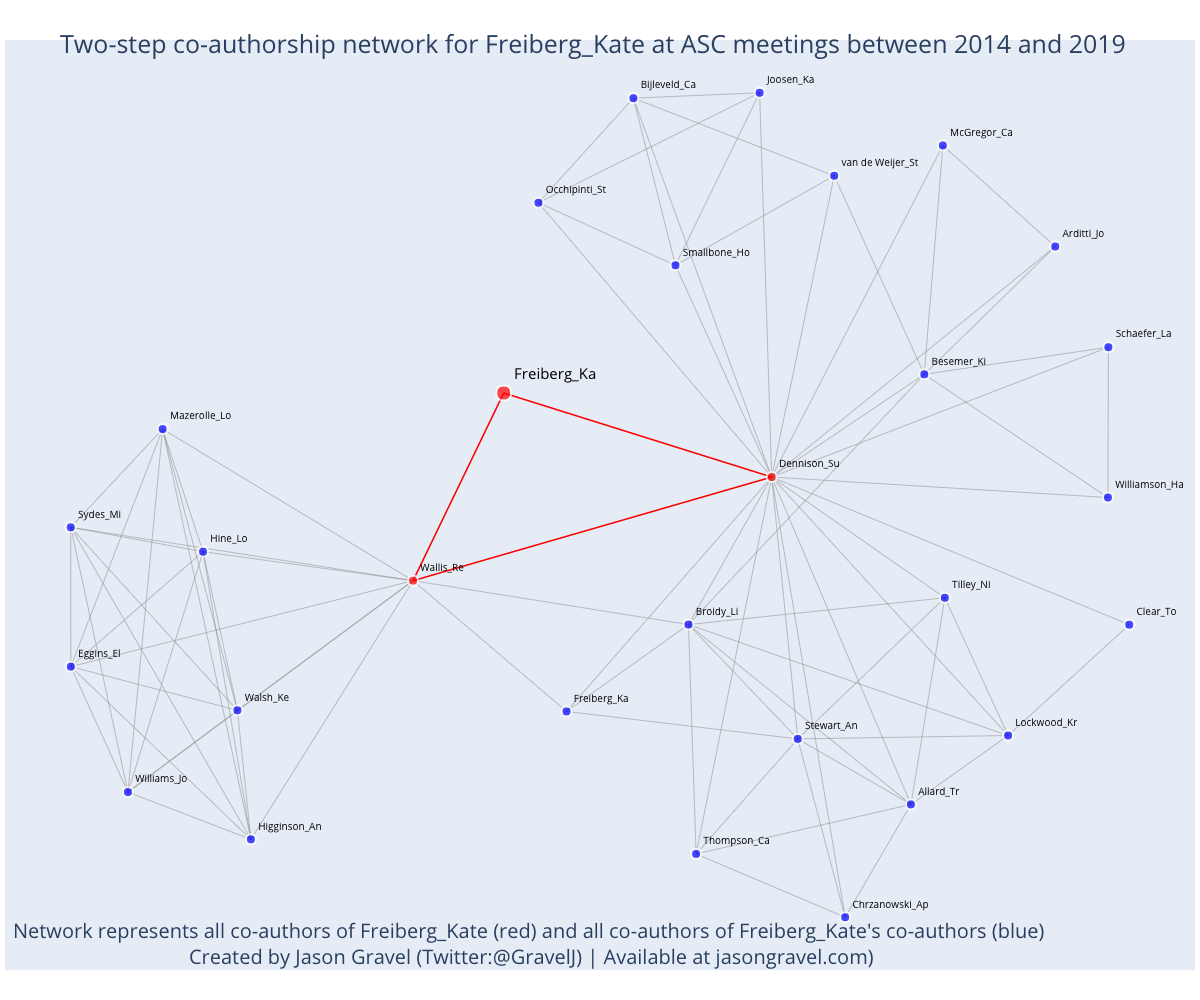 Two-step co-authorship network for Freiberg_Kate at ASC meetings between 2014 and 2019
Bijleveld_Ca
Joosen_Ka
McGregor_Ca
van de Weijer_St
Occhipinti_St
Arditti_Jo
Smallbone_Ho
Schaefer_La
Besemer_Ki
Freiberg_Ka
Mazerolle_Lo
Dennison_Su
Williamson_Ha
Sydes_Mi
Hine_Lo
Wallis_Re
Tilley_Ni
Broidy_Li
Clear_To
Eggins_El
Walsh_Ke
Freiberg_Ka
Stewart_An
Lockwood_Kr
Williams_Jo
Allard_Tr
Higginson_An
Thompson_Ca
Chrzanowski_Ap
Network represents all co-authors of Freiberg_Kate (red) and all co-authors of Freiberg_Kate's co-authors (blue)
Created by Jason Gravel (Twitter:@GravelJ) | Available at jasongravel.com)